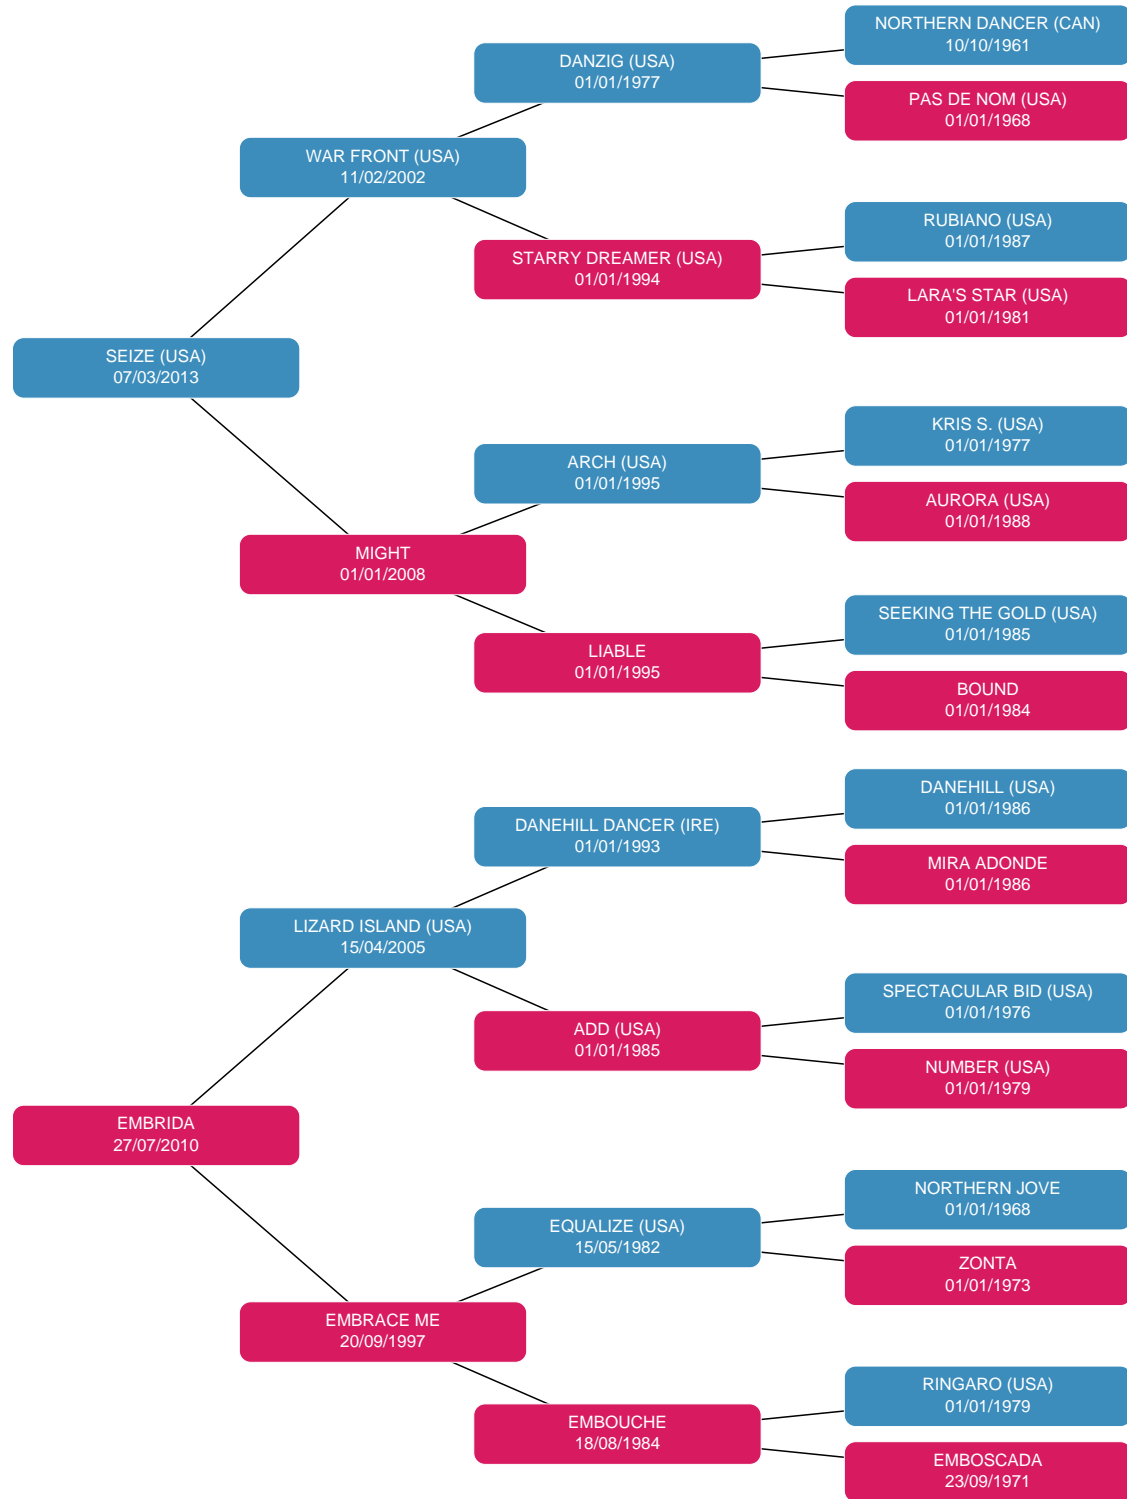 NORTHERN DANCER (CAN)
10/10/1961
DANZIG (USA)
01/01/1977
PAS DE NOM (USA)
01/01/1968
WAR FRONT (USA)
11/02/2002
RUBIANO (USA)
01/01/1987
STARRY DREAMER (USA)
01/01/1994
LARA'S STAR (USA)
01/01/1981
SEIZE (USA)
07/03/2013
KRIS S. (USA)
01/01/1977
ARCH (USA)
01/01/1995
AURORA (USA)
01/01/1988
MIGHT
01/01/2008
SEEKING THE GOLD (USA)
01/01/1985
LIABLE
01/01/1995
BOUND
01/01/1984
DANEHILL (USA)
01/01/1986
DANEHILL DANCER (IRE)
01/01/1993
MIRA ADONDE
01/01/1986
LIZARD ISLAND (USA)
15/04/2005
SPECTACULAR BID (USA)
01/01/1976
ADD (USA)
01/01/1985
NUMBER (USA)
01/01/1979
EMBRIDA
27/07/2010
NORTHERN JOVE
01/01/1968
EQUALIZE (USA)
15/05/1982
ZONTA
01/01/1973
EMBRACE ME
20/09/1997
RINGARO (USA)
01/01/1979
EMBOUCHE
18/08/1984
EMBOSCADA
23/09/1971